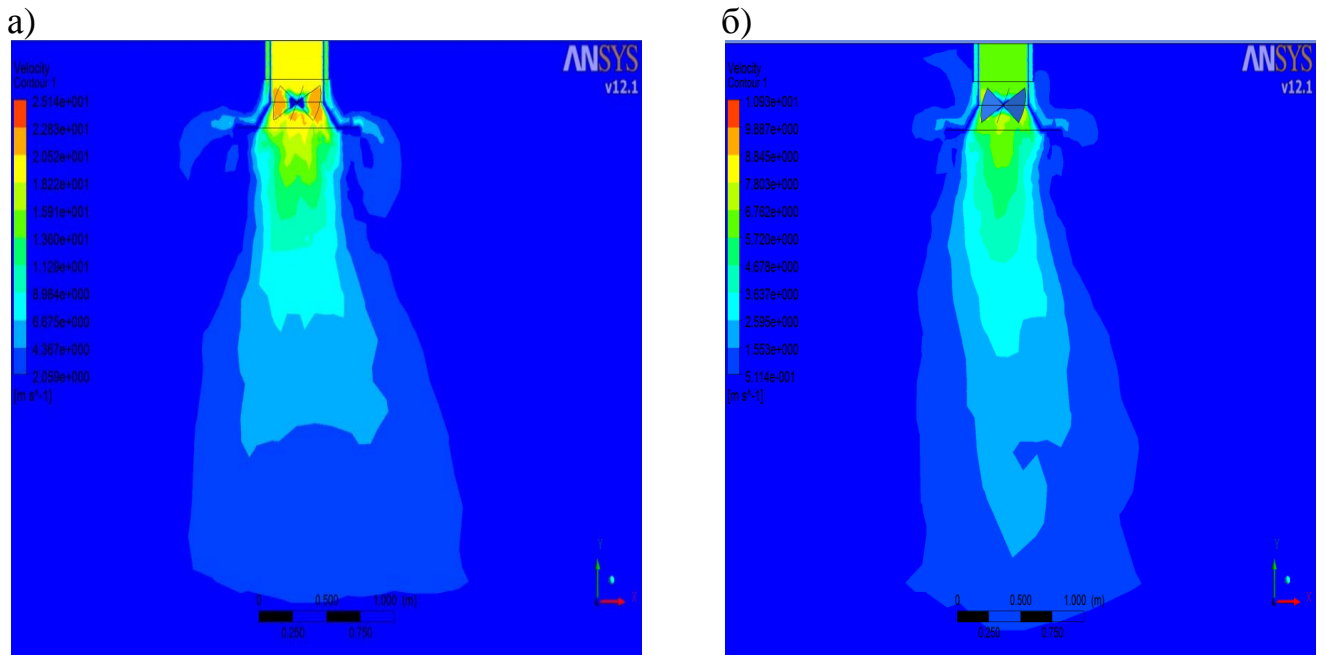 а)
б)
ANSYS
v12.1
Velocity
Contour 1
2.514e+001
2.283e+001
2.052e+001
1.822e+001
1.591e+001
1.360e+001
1.129e+001
8.984e+000
6.675e+000
4.367e+000
2.059e+000
[m s^-1]
Y
X
0 0.500 1.000 (m)
0.250 0.750
ANSYS
v12.1
Velocity
Contour 1
1.093e+001
9.887e+000
8.845e+000
7.803e+000
6.762e+000
5.720e+000
4.678e+000
3.637e+000
2.595e+000
1.553e+000
5.114e-001
[m s^-1]
Y
X
0 0.500 1.000 (m)
0.250 0.750